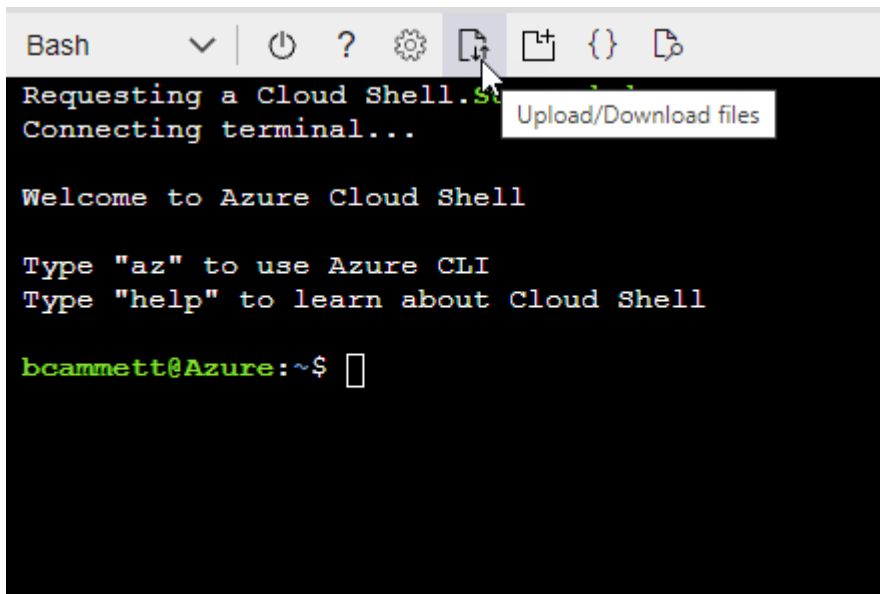 Bash ? {}
Requesting a Cloud Shell.
Upload/Download files
Connecting terminal...
Welcome to Azure Cloud Shell
Type "az" to use Azure CLI
Type "help" to learn about Cloud Shell
bcammett@Azure:~$